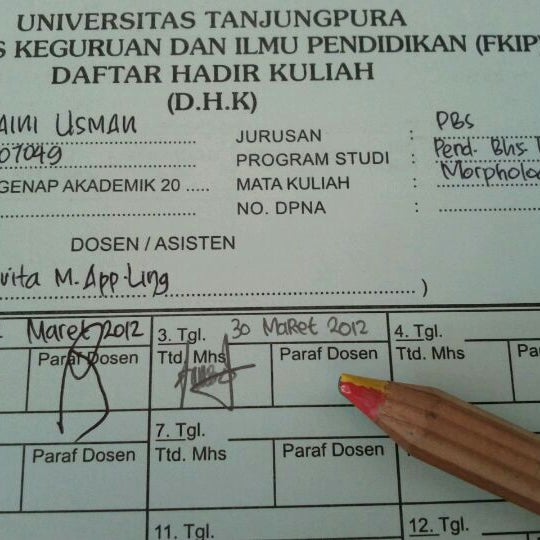 UNIVERSITAS TANJUNGPURA
S KEGURUAN DAN ILMU PENDIDIKAN (FKIP
DAFTAR HADIR KULIAH
(D.H.K)
AINI USMAN
JURUSAN : PBS
07049
PROGRAM STUDI : Pend. Bhs.
GENAP AKADEMIK 20 .....
MATA KULIAH : Morpholo
NO. DPNA :
DOSEN / ASISTEN
vita M. App-Ling )
Maret 2012
3. Tgl. 30 MaRet 2012
4. Tgl.
Paraf Dosen
Ttd. Mhs
Paraf Dosen
Ttd. Mhs
Pa
7. Tgl.
Paraf Dosen
Ttd. Mhs
Paraf Dosen
11. Tgl.
12. Tgl.